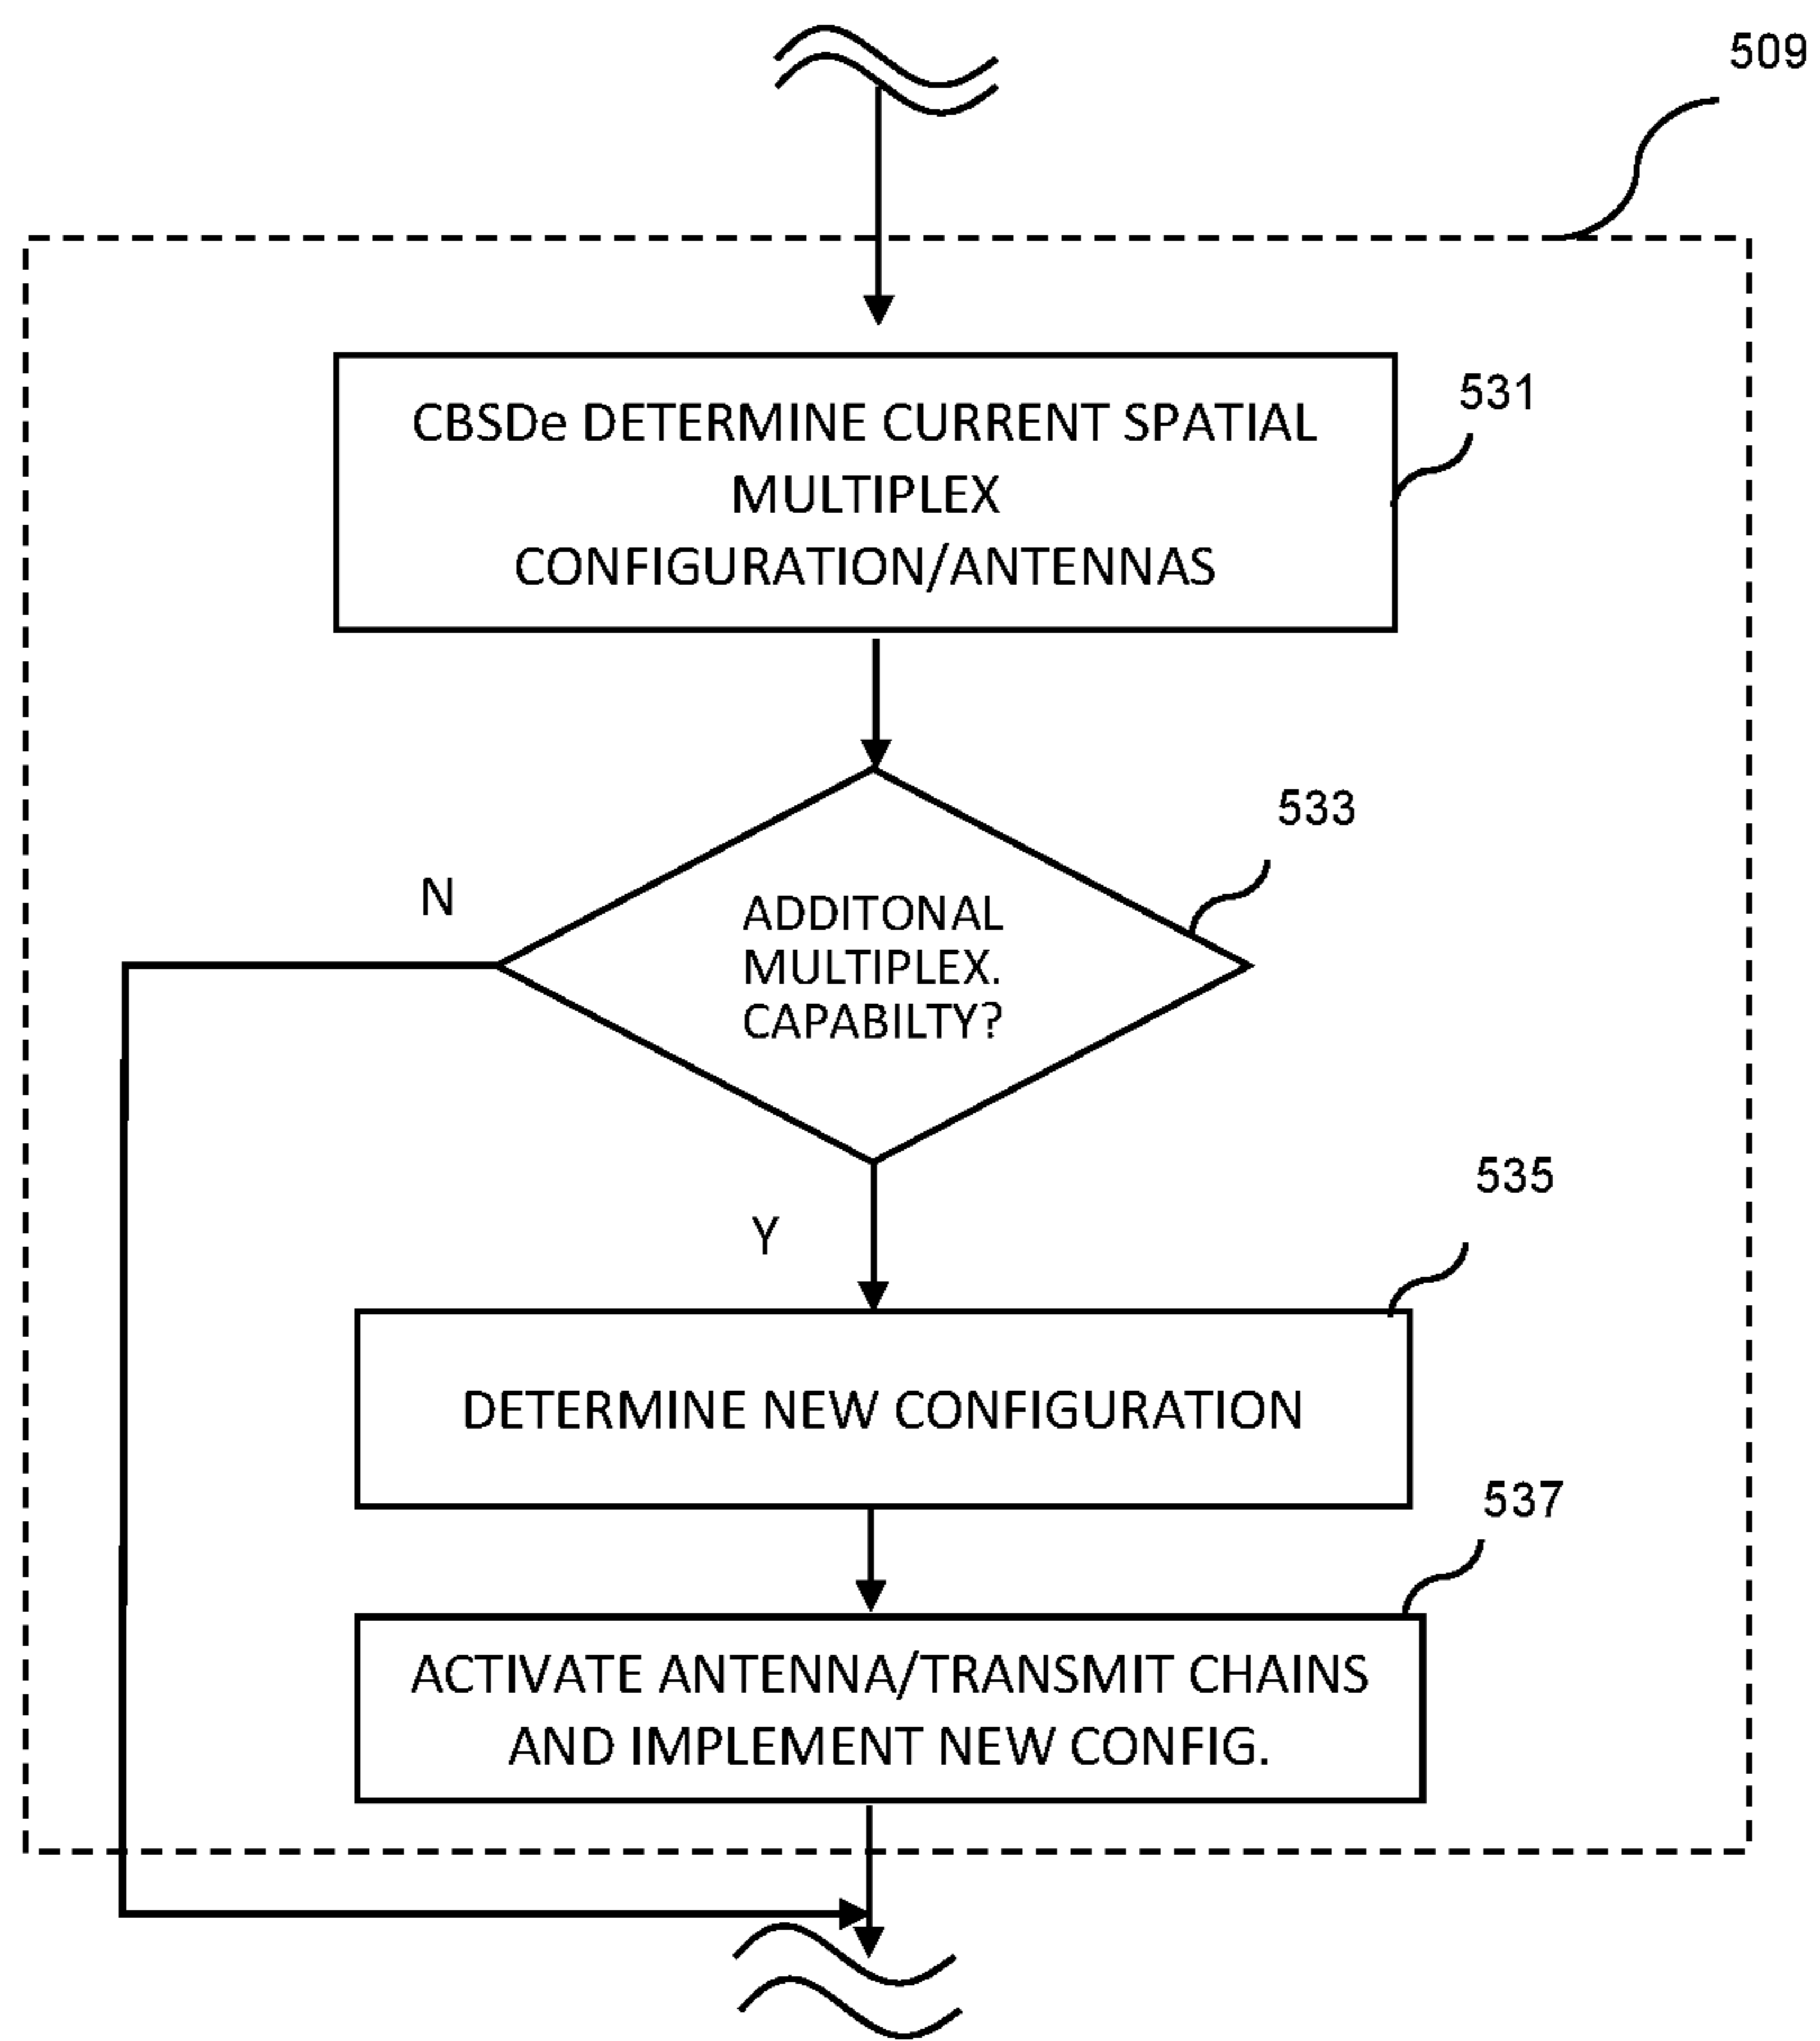 509
CBSDe DETERMINE CURRENT SPATIAL
MULTIPLEX
CONFIGURATION/ANTENNAS
531
533
N
ADDITONAL
MULTIPLEX.
CAPABILTY?
Y
535
DETERMINE NEW CONFIGURATION
537
ACTIVATE ANTENNA/TRANSMIT CHAINS
AND IMPLEMENT NEW CONFIG.